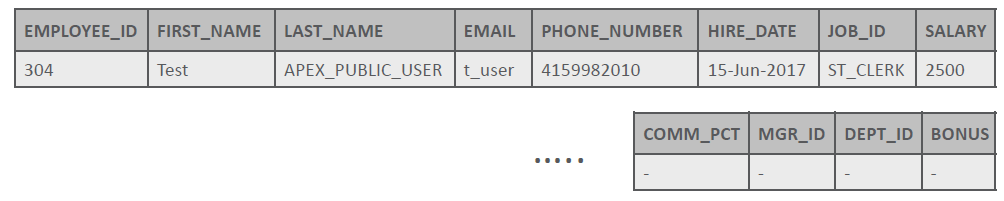 EMPLOYEE_ID FIRST_NAME LAST_NAME EMAIL PHONE_NUMBER HIRE_DATE JOB_ID SALARY
304 Test APEX_PUBLIC_USER t_user 4159982010 15-Jun-2017 ST_CLERK 2500
COMM_PCT MGR_ID DEPT_ID BONUS
..... - - - -